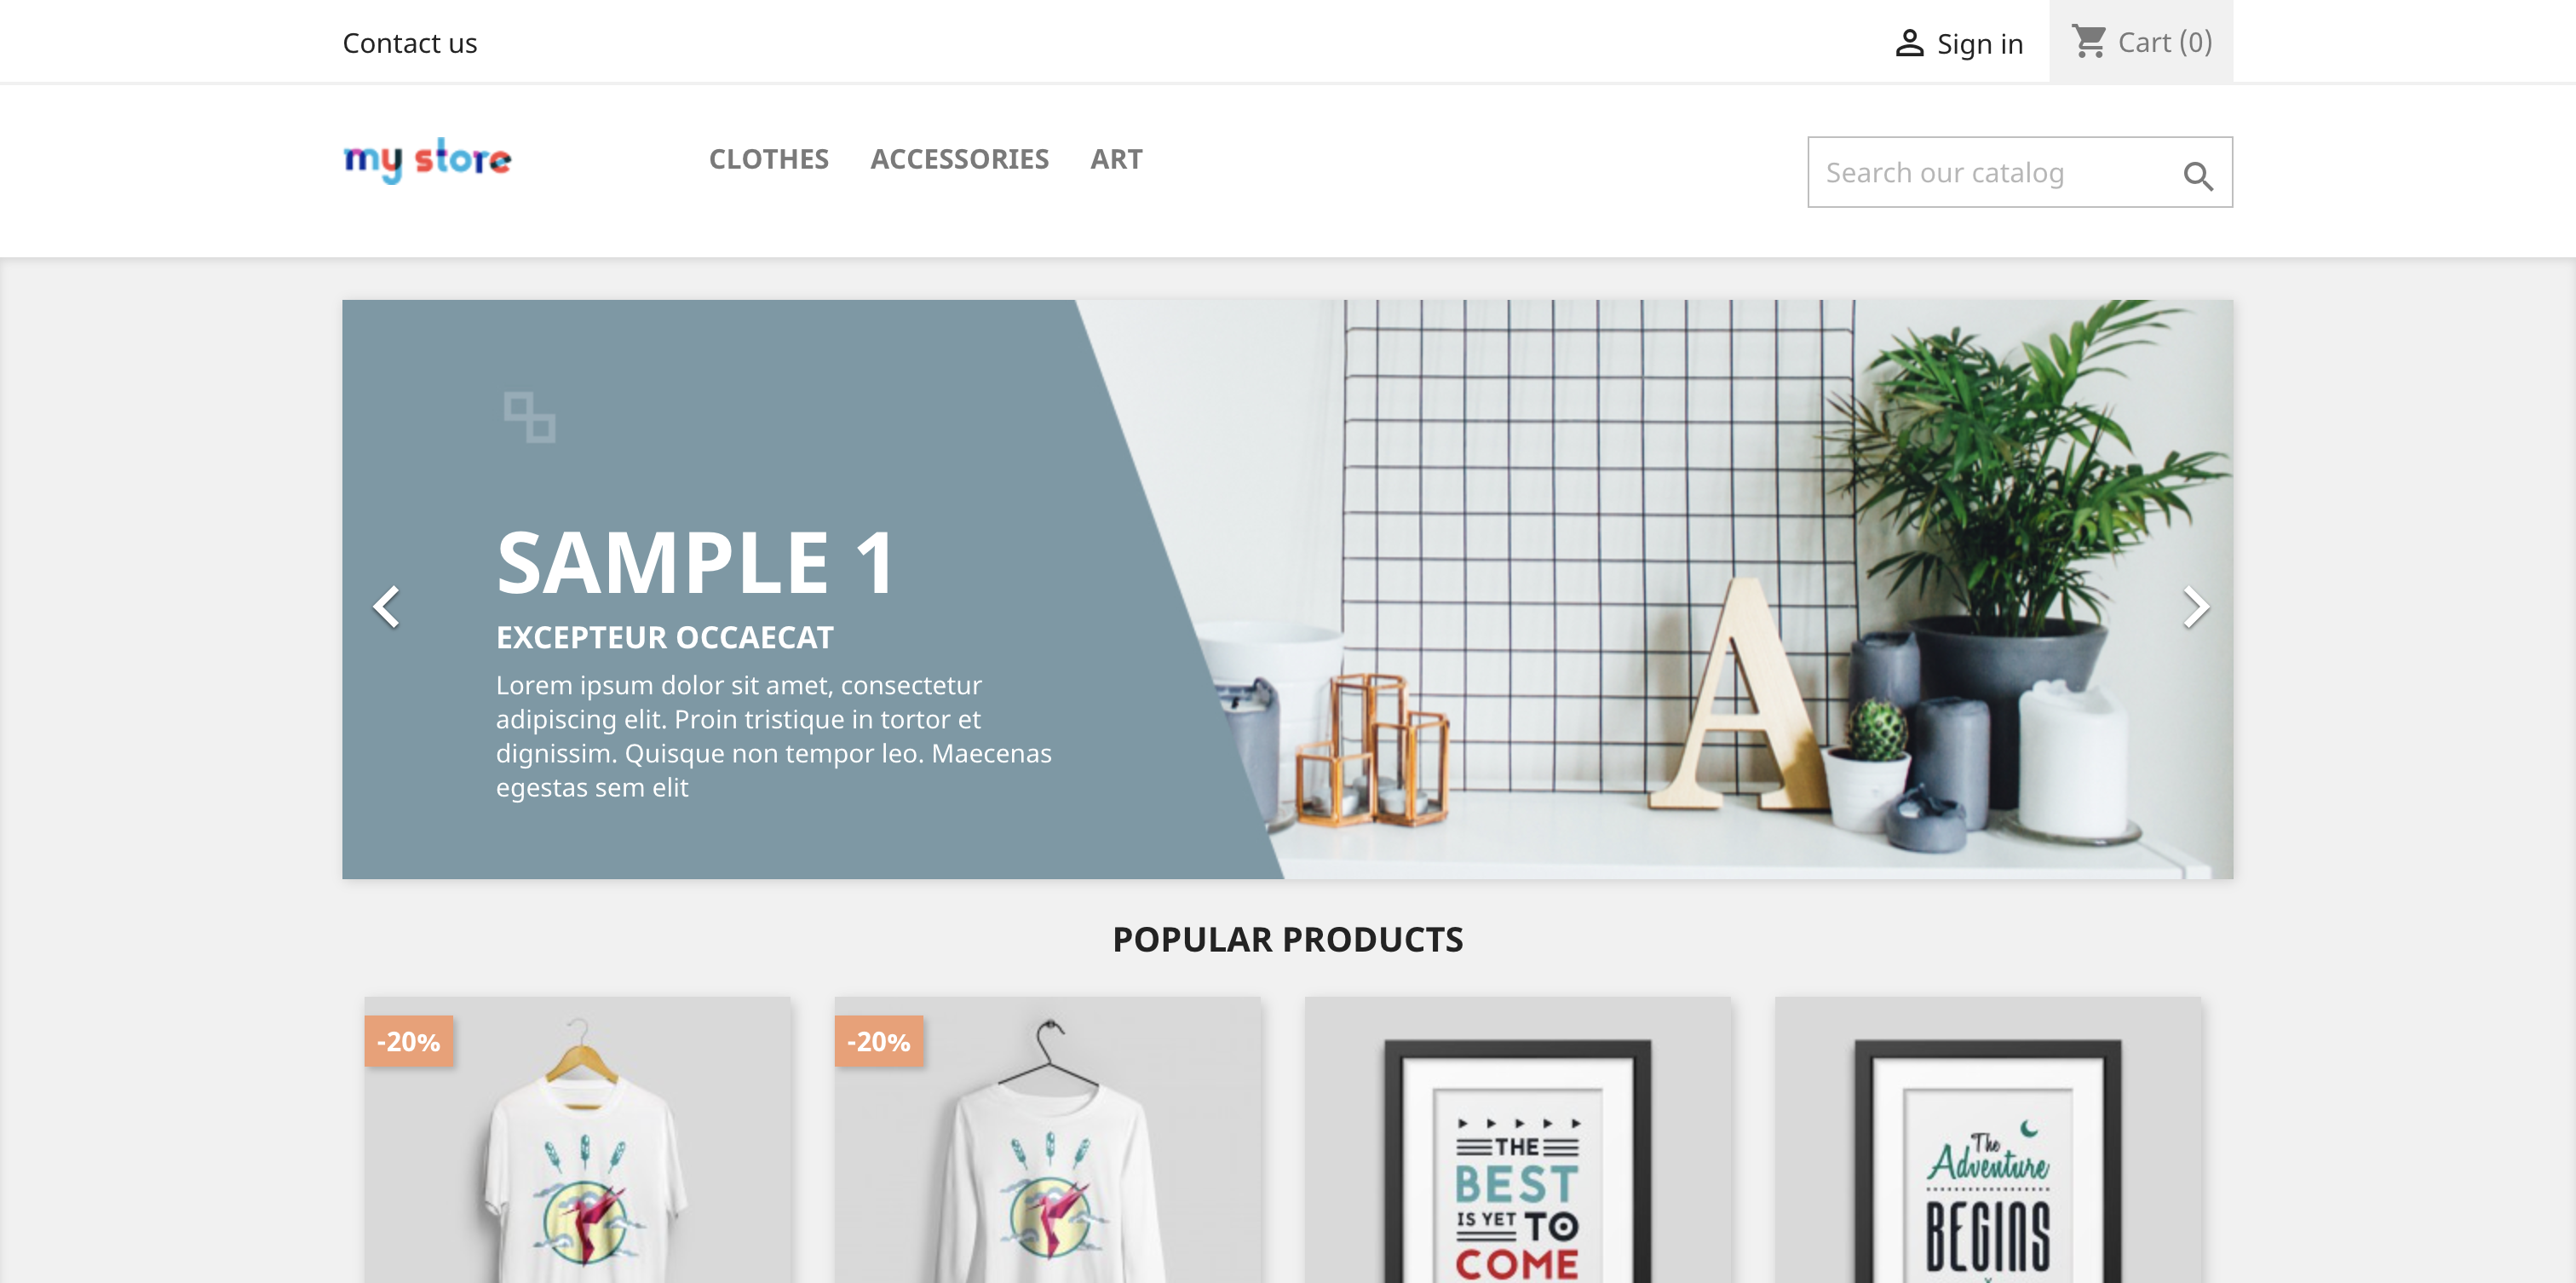 Contact us
Sign in
Cart (0)
my store
CLOTHES ACCESSORIES ART
Search our catalog
SAMPLE 1
EXCEPTEUR OCCAECAT
Lorem ipsum dolor sit amet, consectetur
adipiscing elit. Proin tristique in tortor et
dignissim. Quisque non tempor leo. Maecenas
egestas sem elit
A
POPULAR PRODUCTS
-20%
-20%
THE
BEST
IS YET TO
COME
The
Adventure
BEGINS